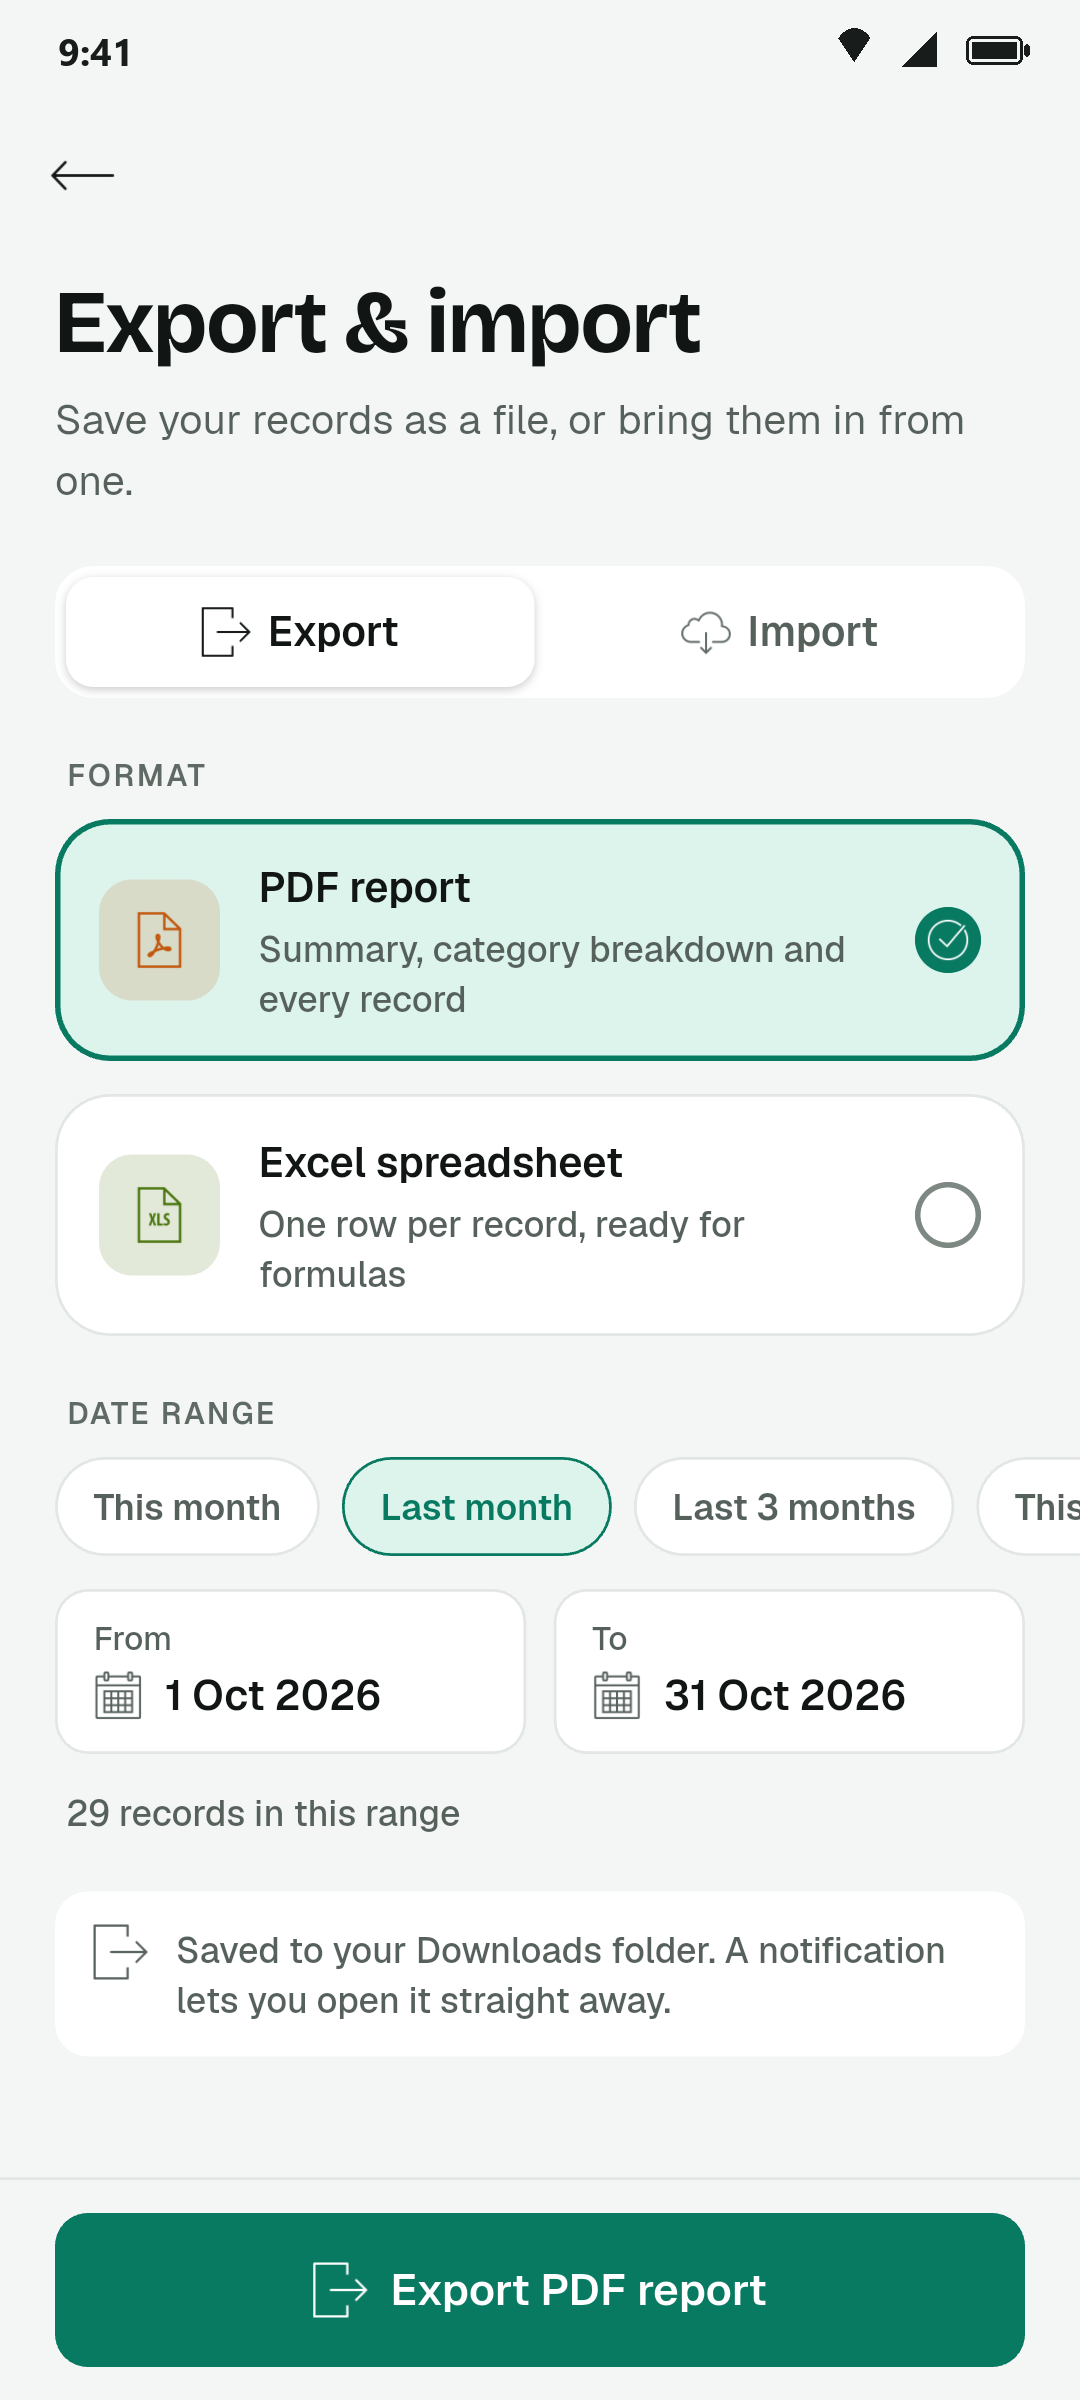 9:41
Export & import
Save your records as a file, or bring them in from
one.
Export
Import
FORMAT
PDF report
Summary, category breakdown and
every record
XLS
Excel spreadsheet
One row per record, ready for
formulas
DATE RANGE
This month
Last month
Last 3 months
This
From
1 Oct 2026
To
31 Oct 2026
29 records in this range
Saved to your Downloads folder. A notification
lets you open it straight away.
Export PDF report